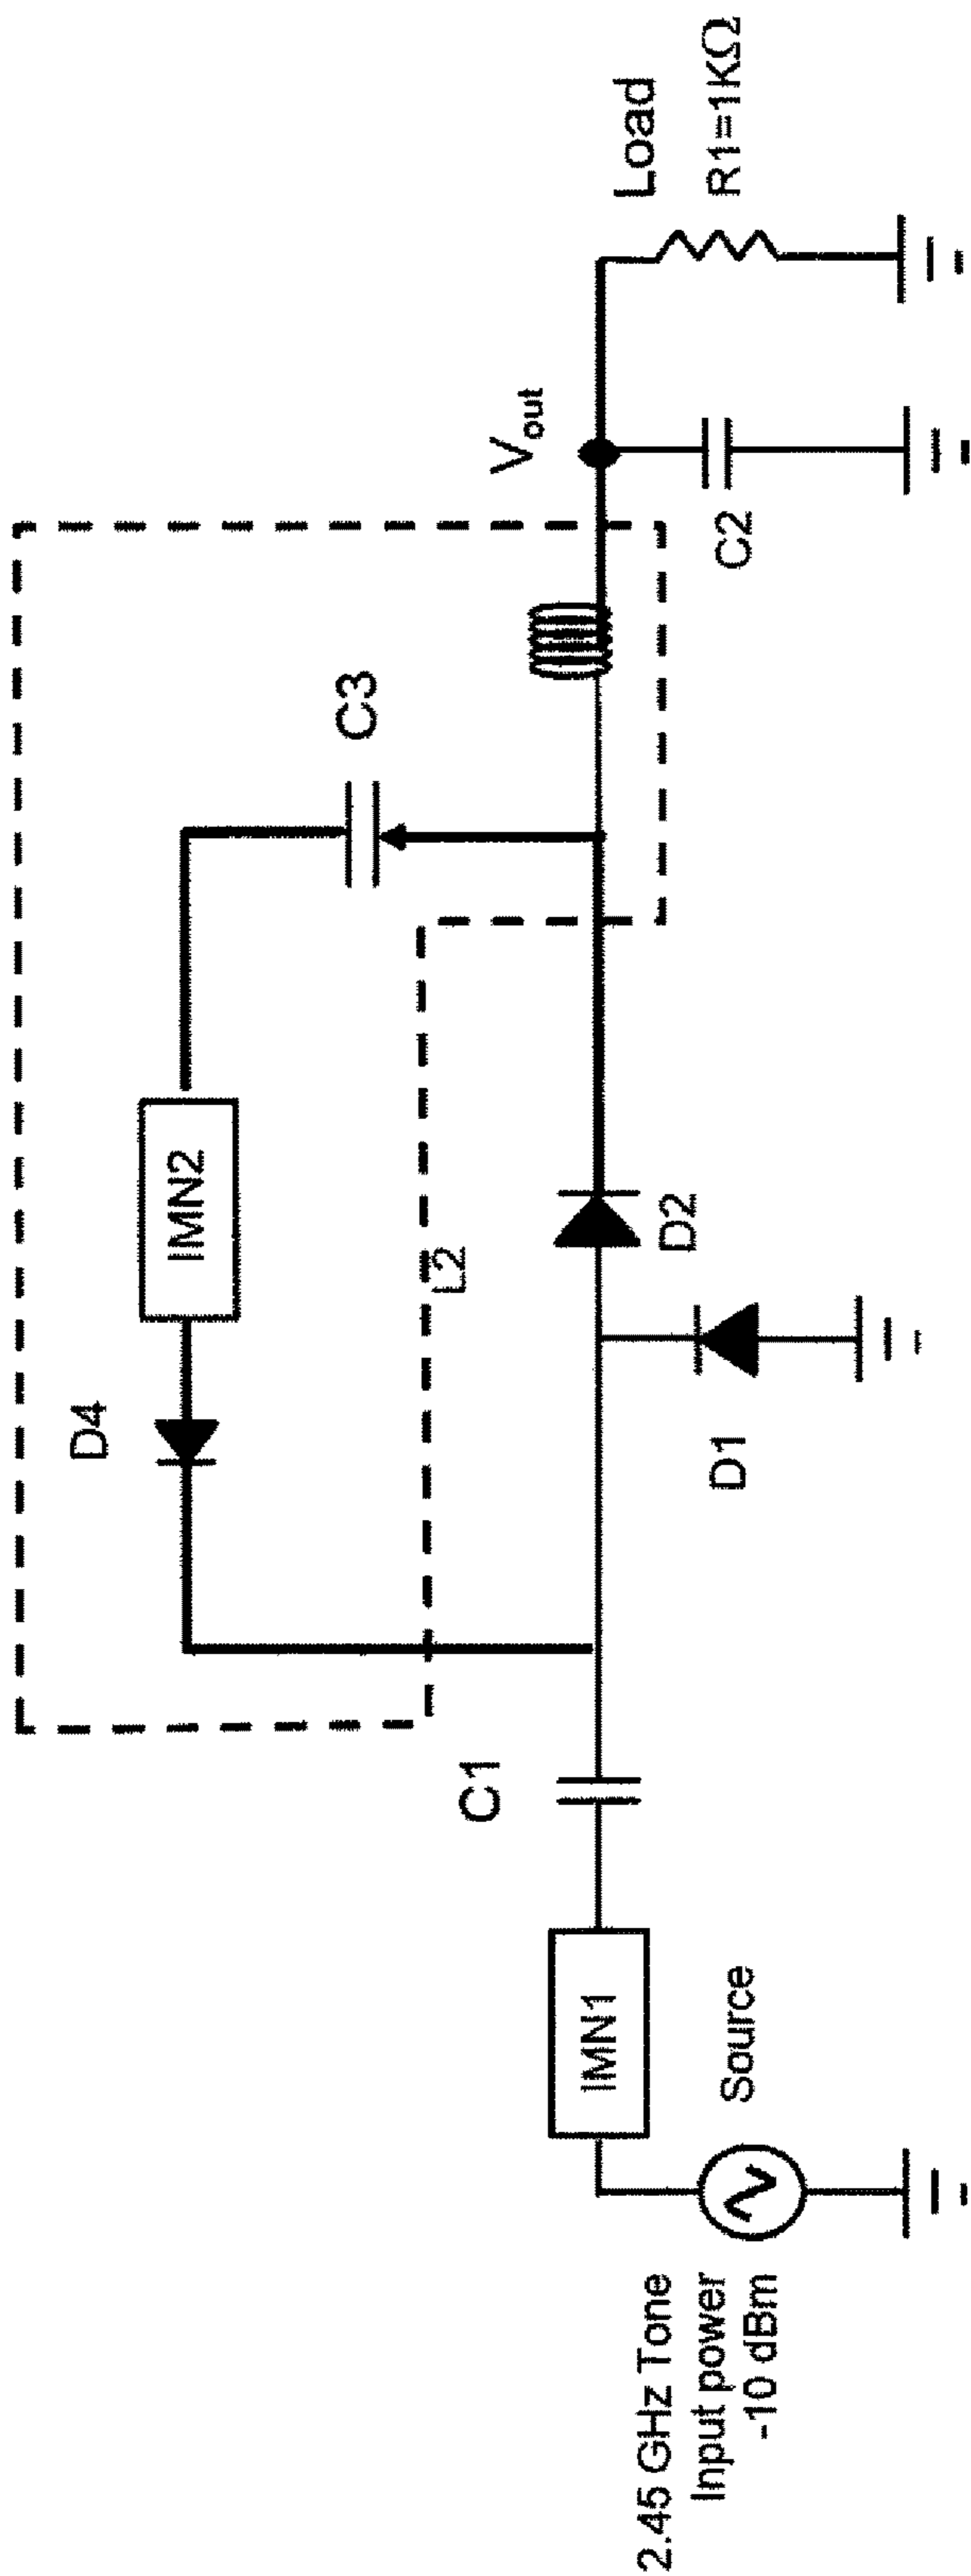 2.45 GHz Tone
Input power
-10 dBm
Source
IMN1
C1
D4
IMN2
L2
D1
D2
C3
V_out
C2
Load
R1=1KΩ